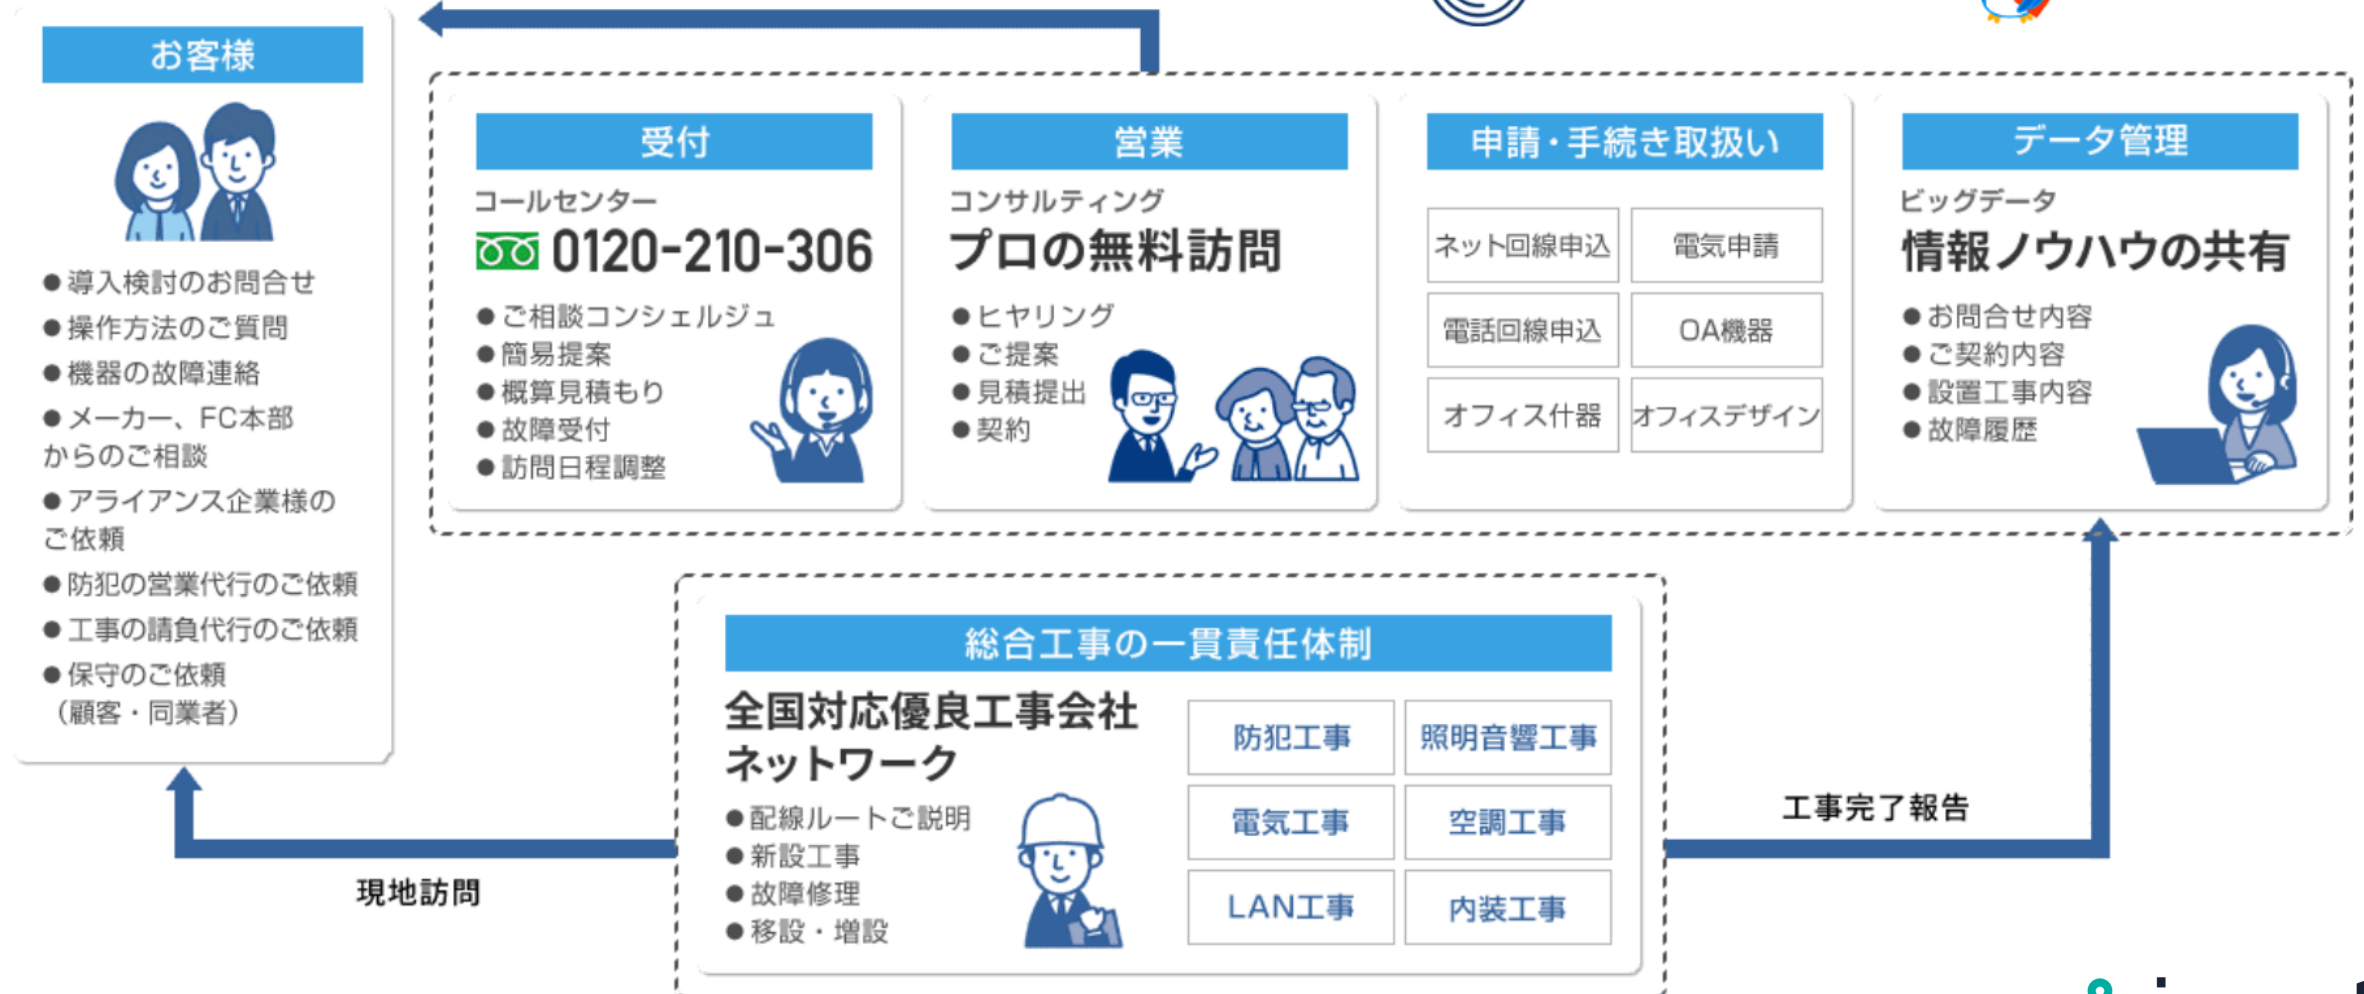 お客様
●導入検討のお問合せ
●操作方法のご質問
●機器の故障連絡
●メーカー、FC本部
からのご相談
●アライアンス企業様の
ご依頼
●防犯の営業代行のご依頼
●工事の請負代行のご依頼
●保守のご依頼
（顧客・同業者）
受付
コールセンター
0120-210-306
●ご相談コンシェルジュ
●簡易提案
●概算見積もり
●故障受付
●訪問日程調整
営業
コンサルティング
プロの無料訪問
●ヒヤリング
●ご提案
●見積提出
●契約
申請・手続き取扱い
ネット回線申込
電気申請
電話回線申込
OA機器
オフィス什器
オフィスデザイン
データ管理
ビッグデータ
情報ノウハウの共有
●お問合せ内容
●ご契約内容
●設置工事内容
●故障履歴
総合工事の一貫責任体制
全国対応優良工事会社
ネットワーク
●配線ルートご説明
●新設工事
●故障修理
●移設・増設
防犯工事
照明音響工事
電気工事
空調工事
LAN工事
内装工事
現地訪問
工事完了報告